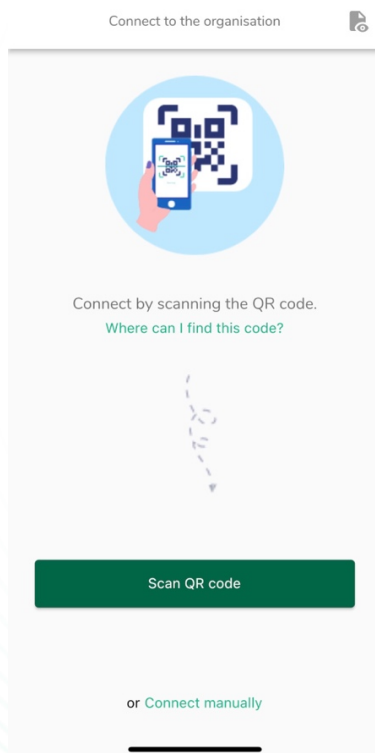 Connect to the organisation
Connect by scanning the QR code.
Where can I find this code?
Scan QR code
or Connect manually